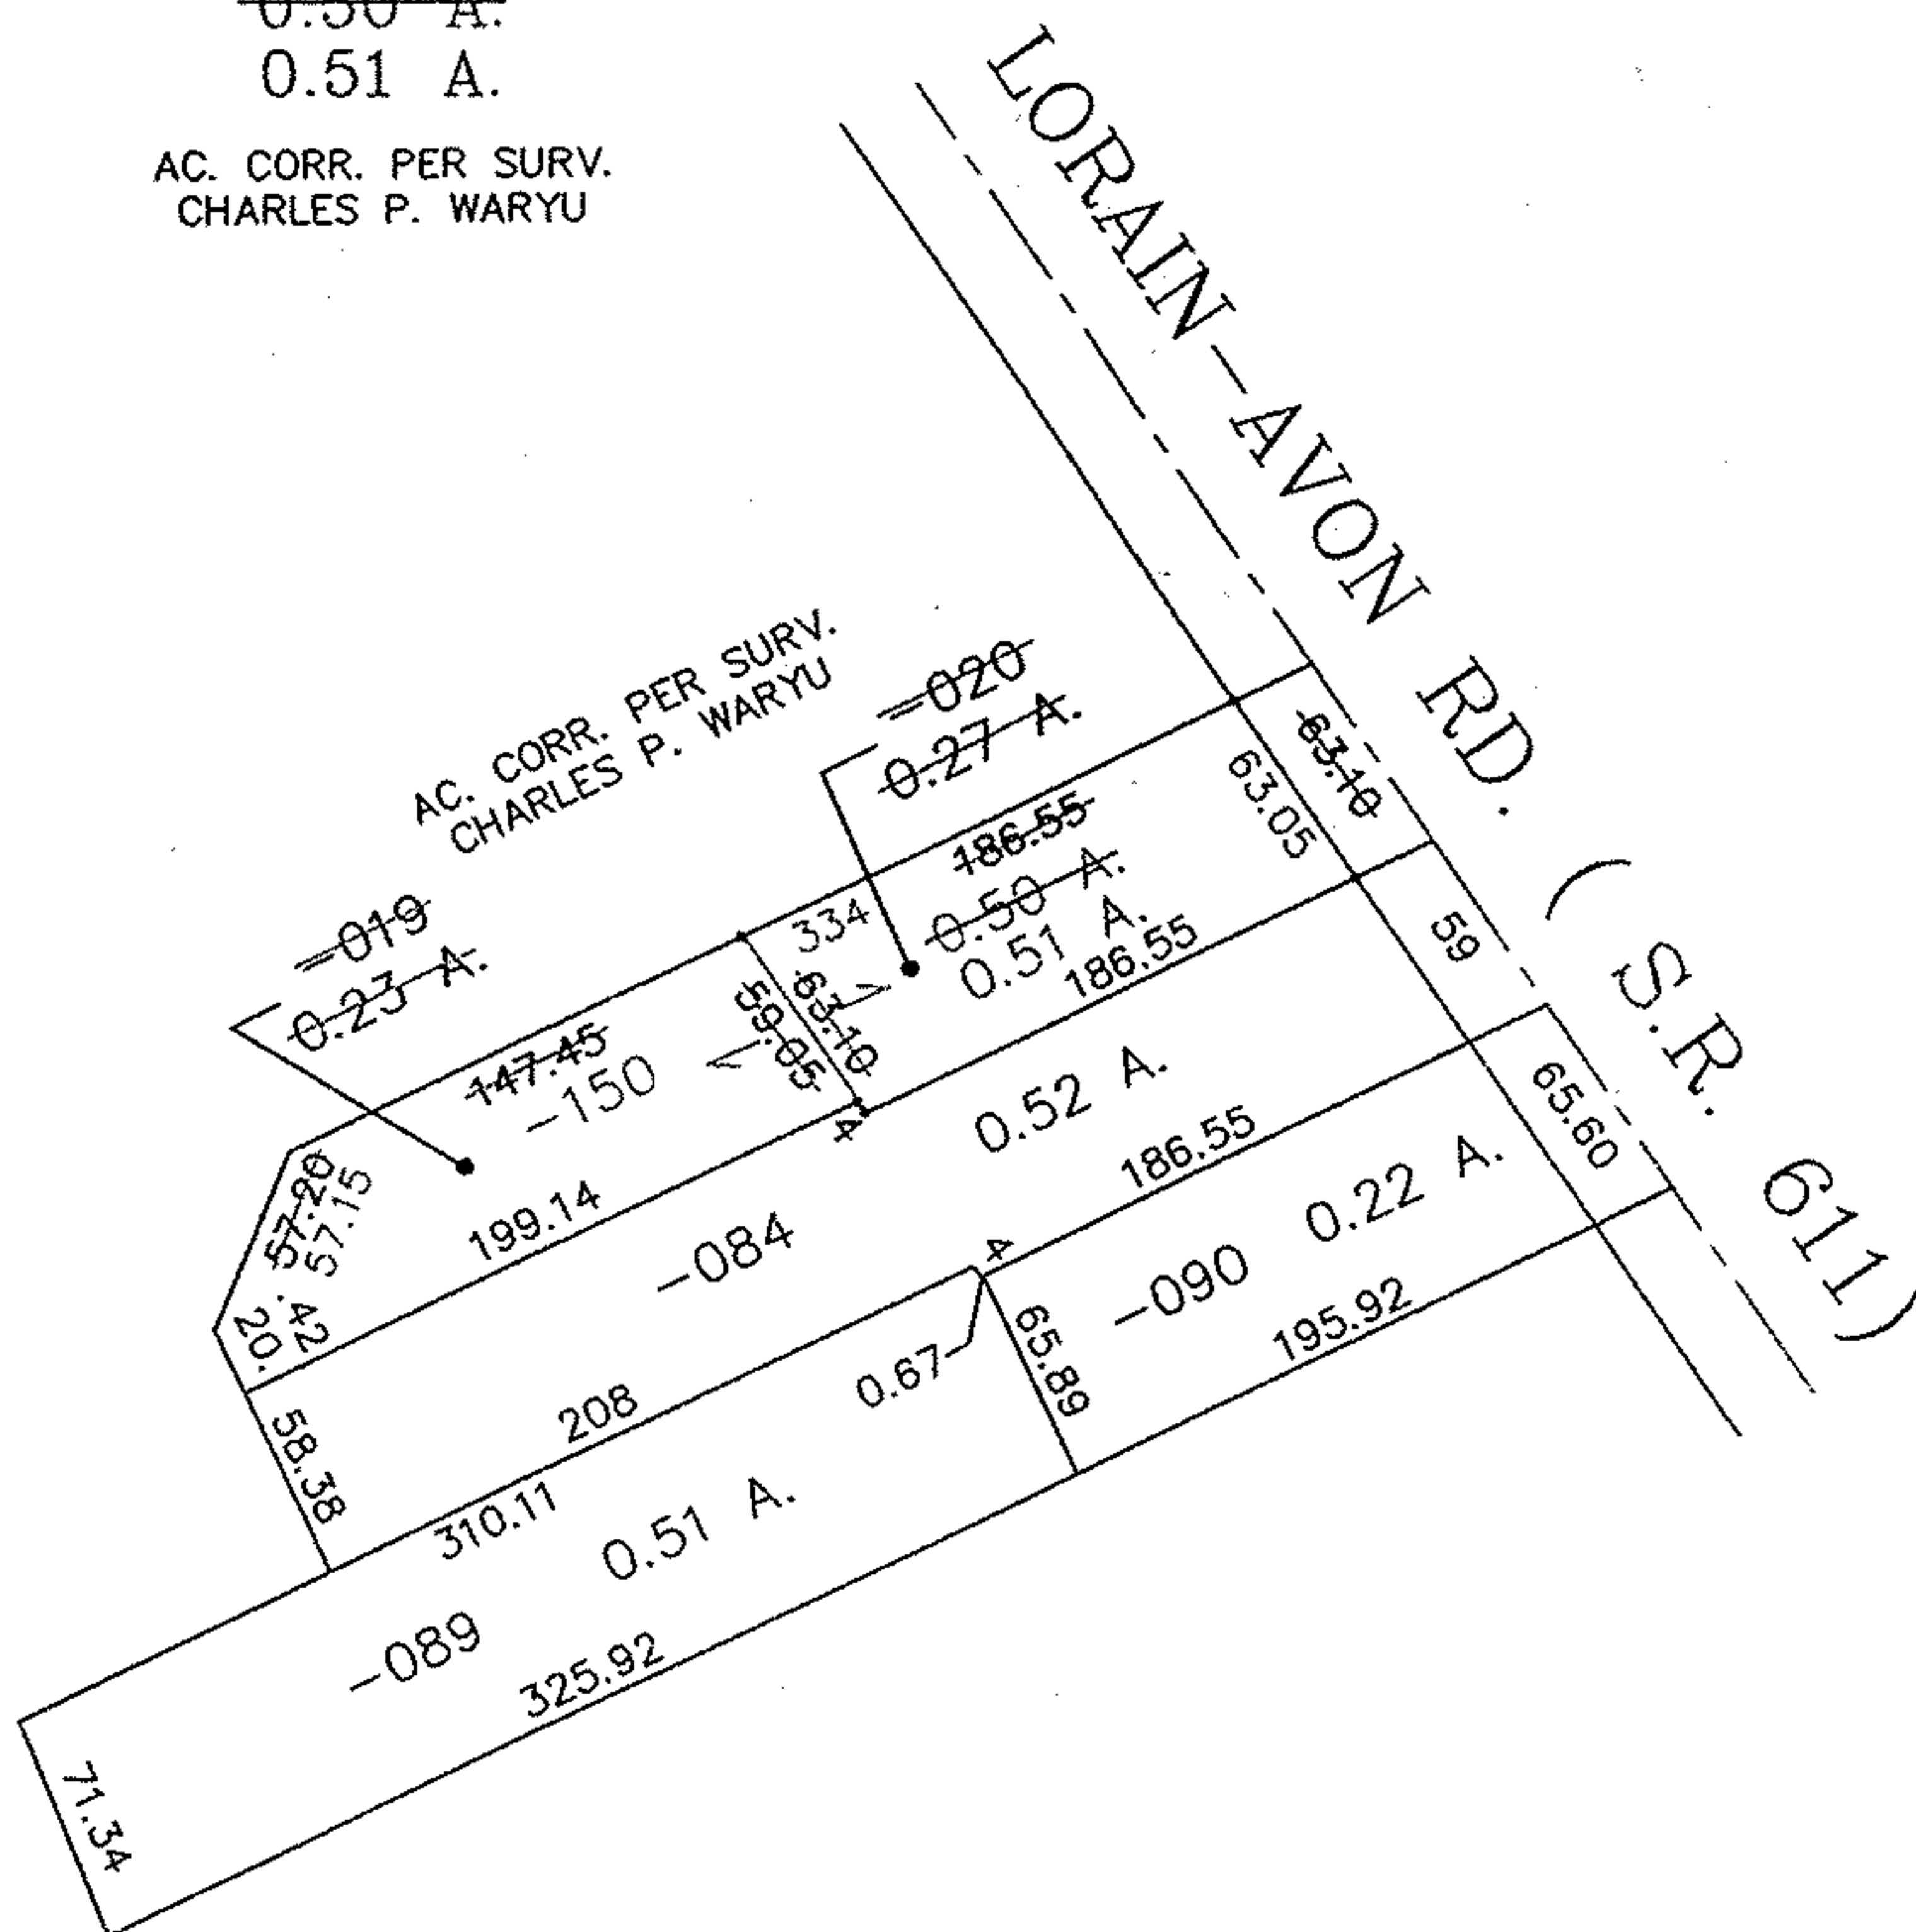 0.50 A.
0.51 A.
AC. CORR. PER SURV.
CHARLES P. WARYU
LORAIN-AVON RD. (S.R. 611)
AC. CORR. PER SURV.
CHARLES P. WARYU
-020
0.27 A.
63.10
63.05
186.55
334
0.50 A.
0.51 A.
186.55
59
-019
0.23 A.
147.45
-150
59.05
63.10
4
57.20
57.15
20.42
199.14
-084
0.52 A.
186.55
65.60
4
-090
0.22 A.
195.92
65.89
0.67
58.38
208
310.11
0.51 A.
-089
325.92
71.34